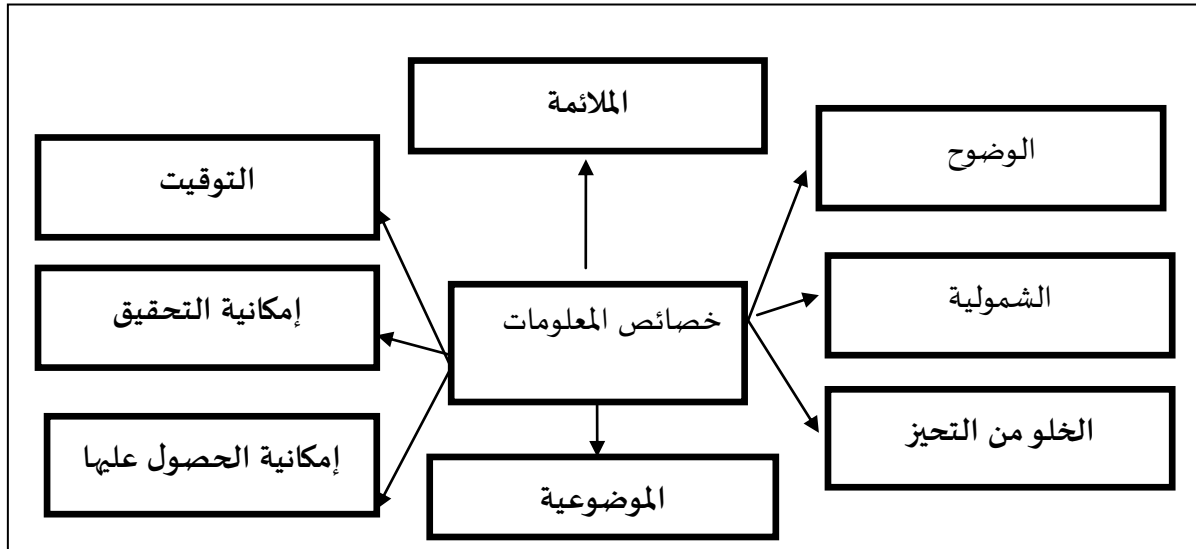 الملائمة
الوضوح
التوقيت
الشمولية
خصائص المعلومات
إمكانية التحقيق
الخلو من التحيز
إمكانية الحصول عليها
الموضوعية